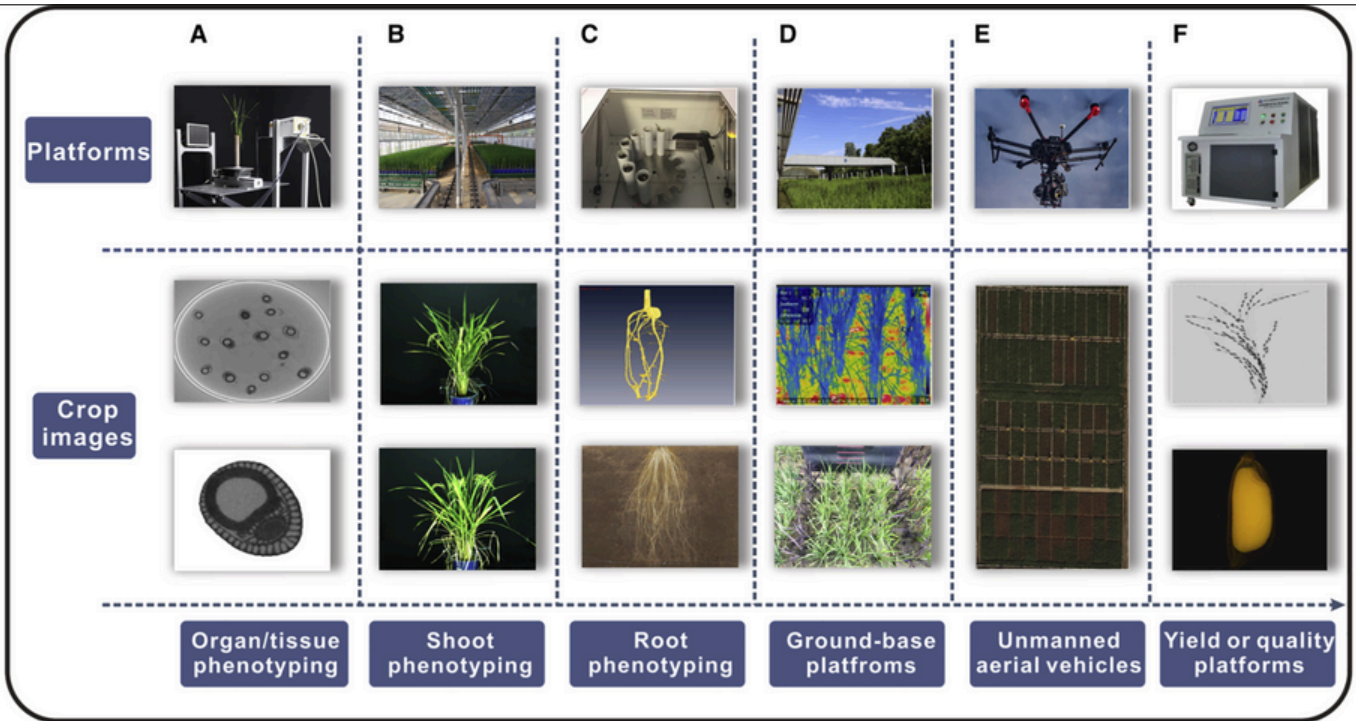 A
B
C
D
E
F
Platforms
Crop
images
Organ/tissue
phenotyping
Shoot
phenotyping
Root
phenotyping
Ground-base
platfroms
Unmanned
aerial vehicles
Yield or quality
platforms